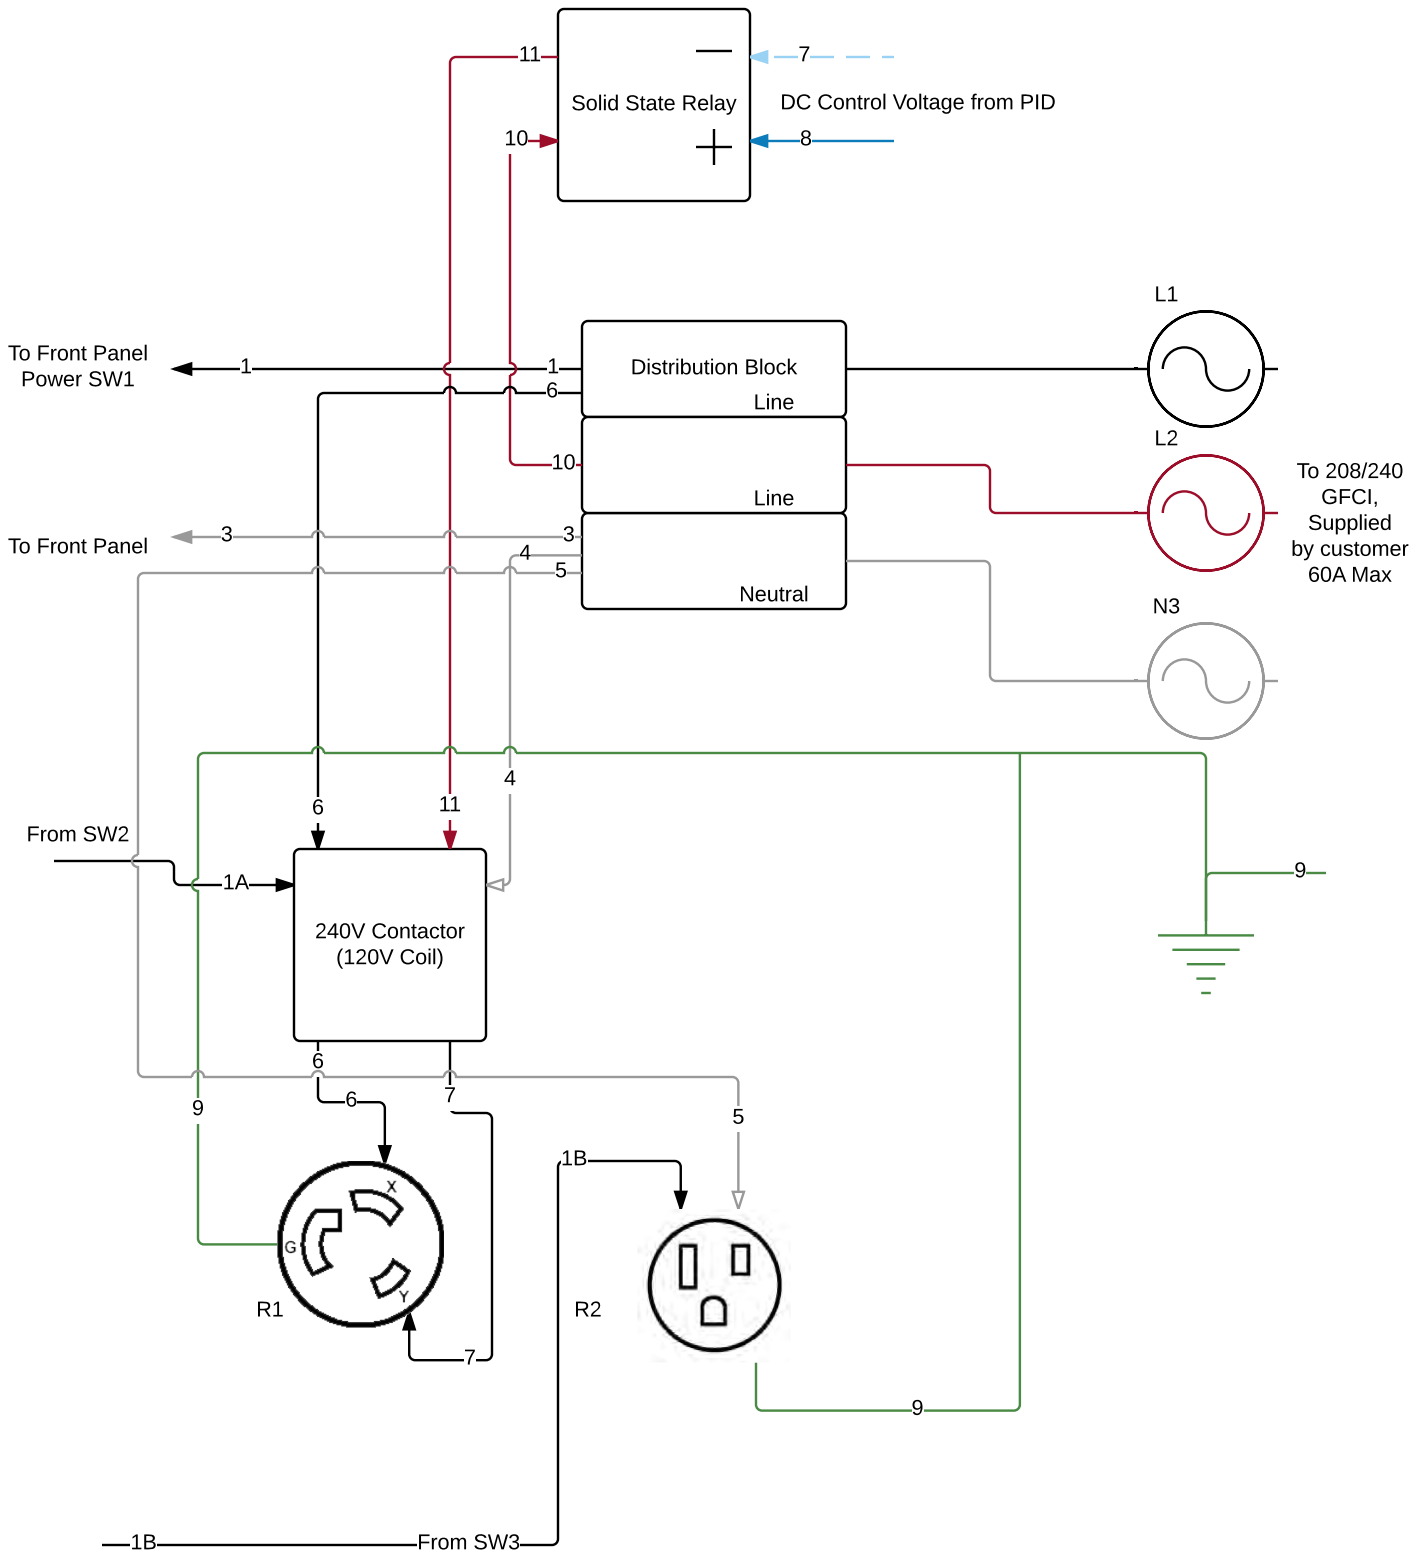 11
7
Solid State Relay
DC Control Voltage from PID
10
8
L1
To Front Panel
Power SW1
1
1
Distribution Block
6
Line
L2
10
Line
To 208/240
GFCI,
Supplied
by customer
60A Max
To Front Panel
3
3
4
5
Neutral
N3
4
6
11
From SW2
1A
9
240V Contactor
(120V Coil)
6
7
6
9
5
1B
X
G
Y
R1
R2
7
9
1B
From SW3